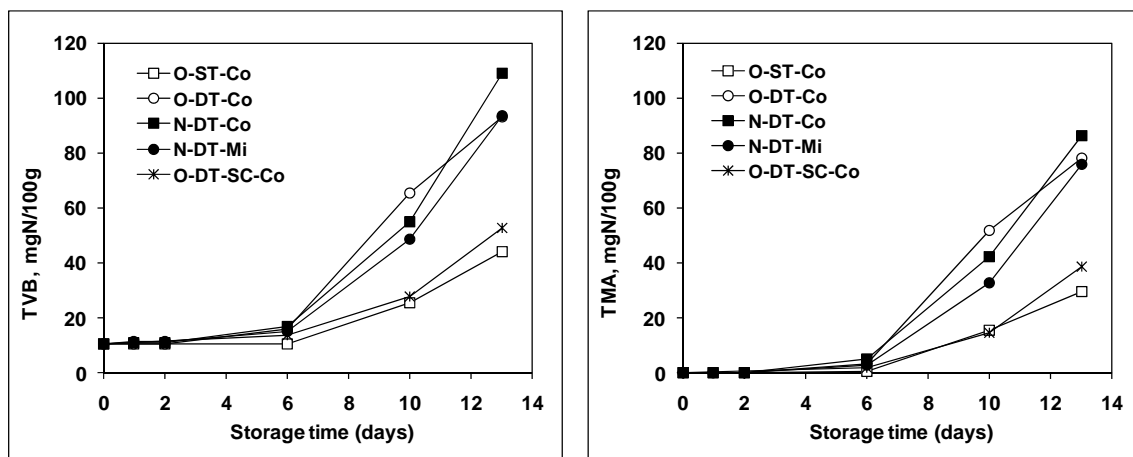 TVB, mgN/100g
120
100
80
60
40
20
0
O-ST-Co
O-DT-Co
N-DT-Co
N-DT-Mi
O-DT-SC-Co
0 2 4 6 8 10 12 14
Storage time (days)
TMA, mgN/100g
120
100
80
60
40
20
0
O-ST-Co
O-DT-Co
N-DT-Co
N-DT-Mi
O-DT-SC-Co
0 2 4 6 8 10 12 14
Storage time (days)